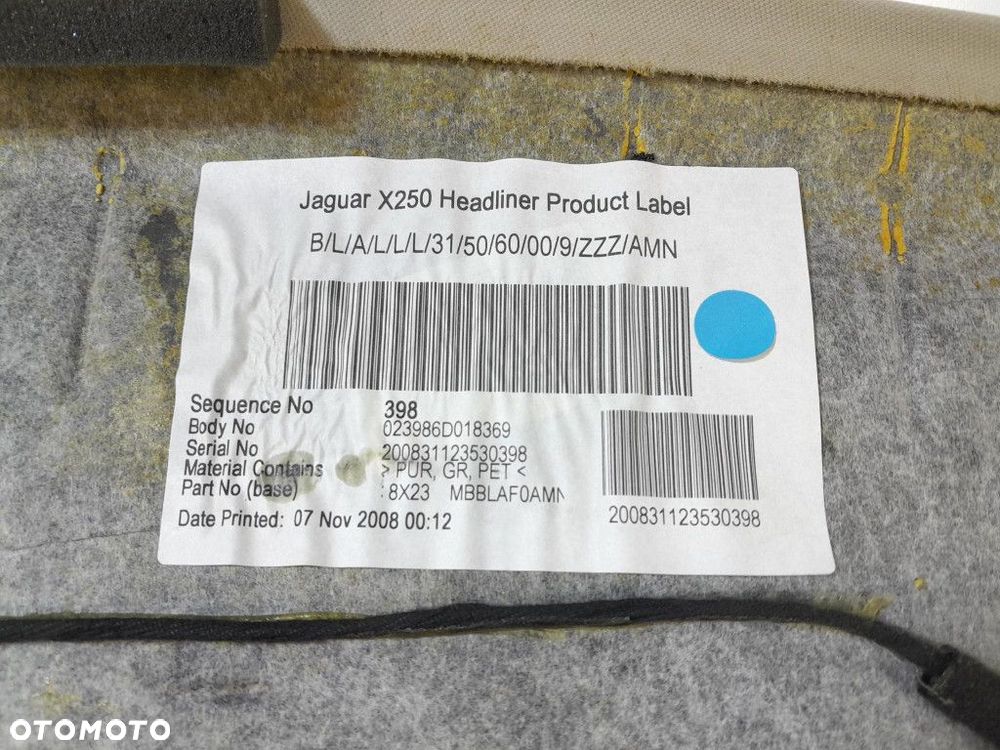 Jaguar X250 Headliner Product Label
B/L/A/L/L/L/31/50/60/00/9/ZZZ/AMN
Sequence No 398
Body No 023986D018369
Serial No 200831123530398
Material Contains > PUR, GR, PET <
Part No (base) : 8X23 MBBLAF0AMN
200831123530398
Date Printed: 07 Nov 2008 00:12
OTOMOTO